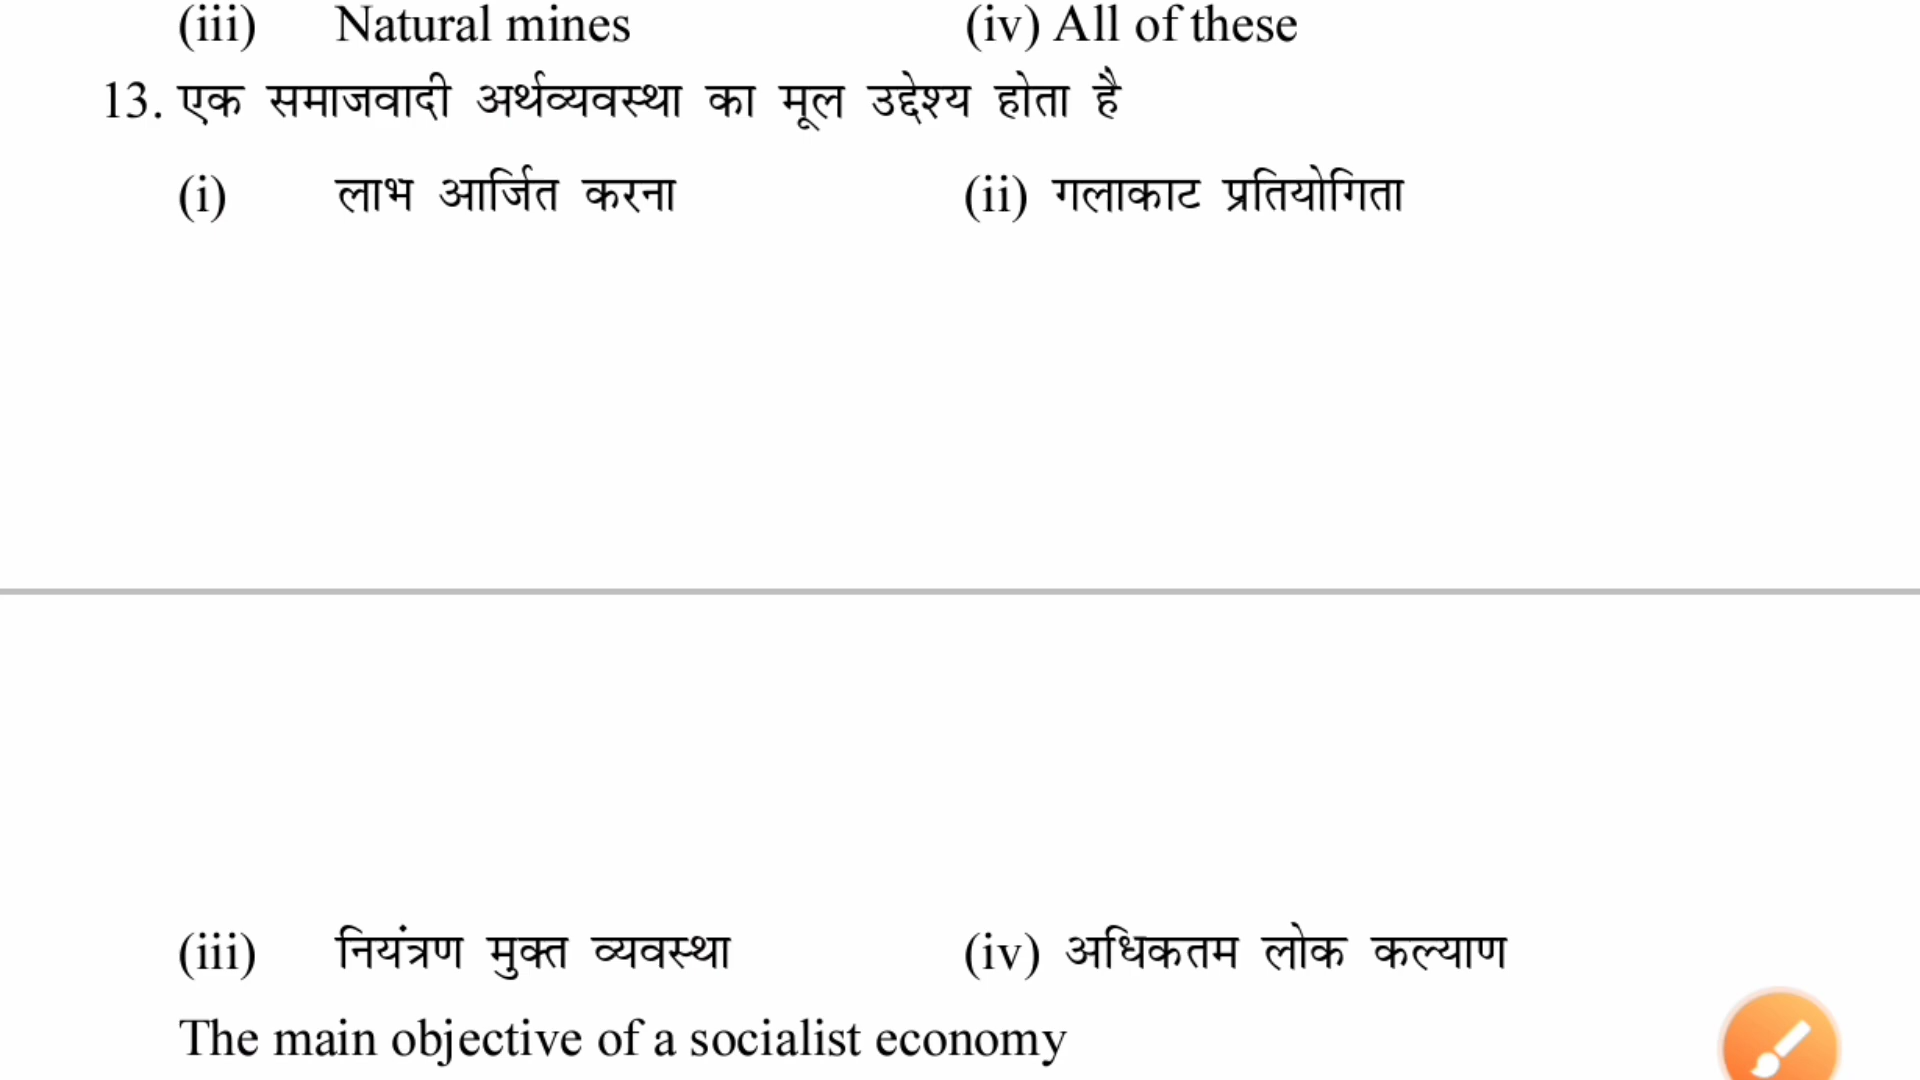 (iii) Natural mines (iv) All of these
13. एक समाजवादी अर्थव्यवस्था का मूल उद्देश्य होता है
(i) लाभ आर्जित करना (ii) गलाकाट प्रतियोगिता
(iii) नियंत्रण मुक्त व्यवस्था (iv) अधिकतम लोक कल्याण
The main objective of a socialist economy